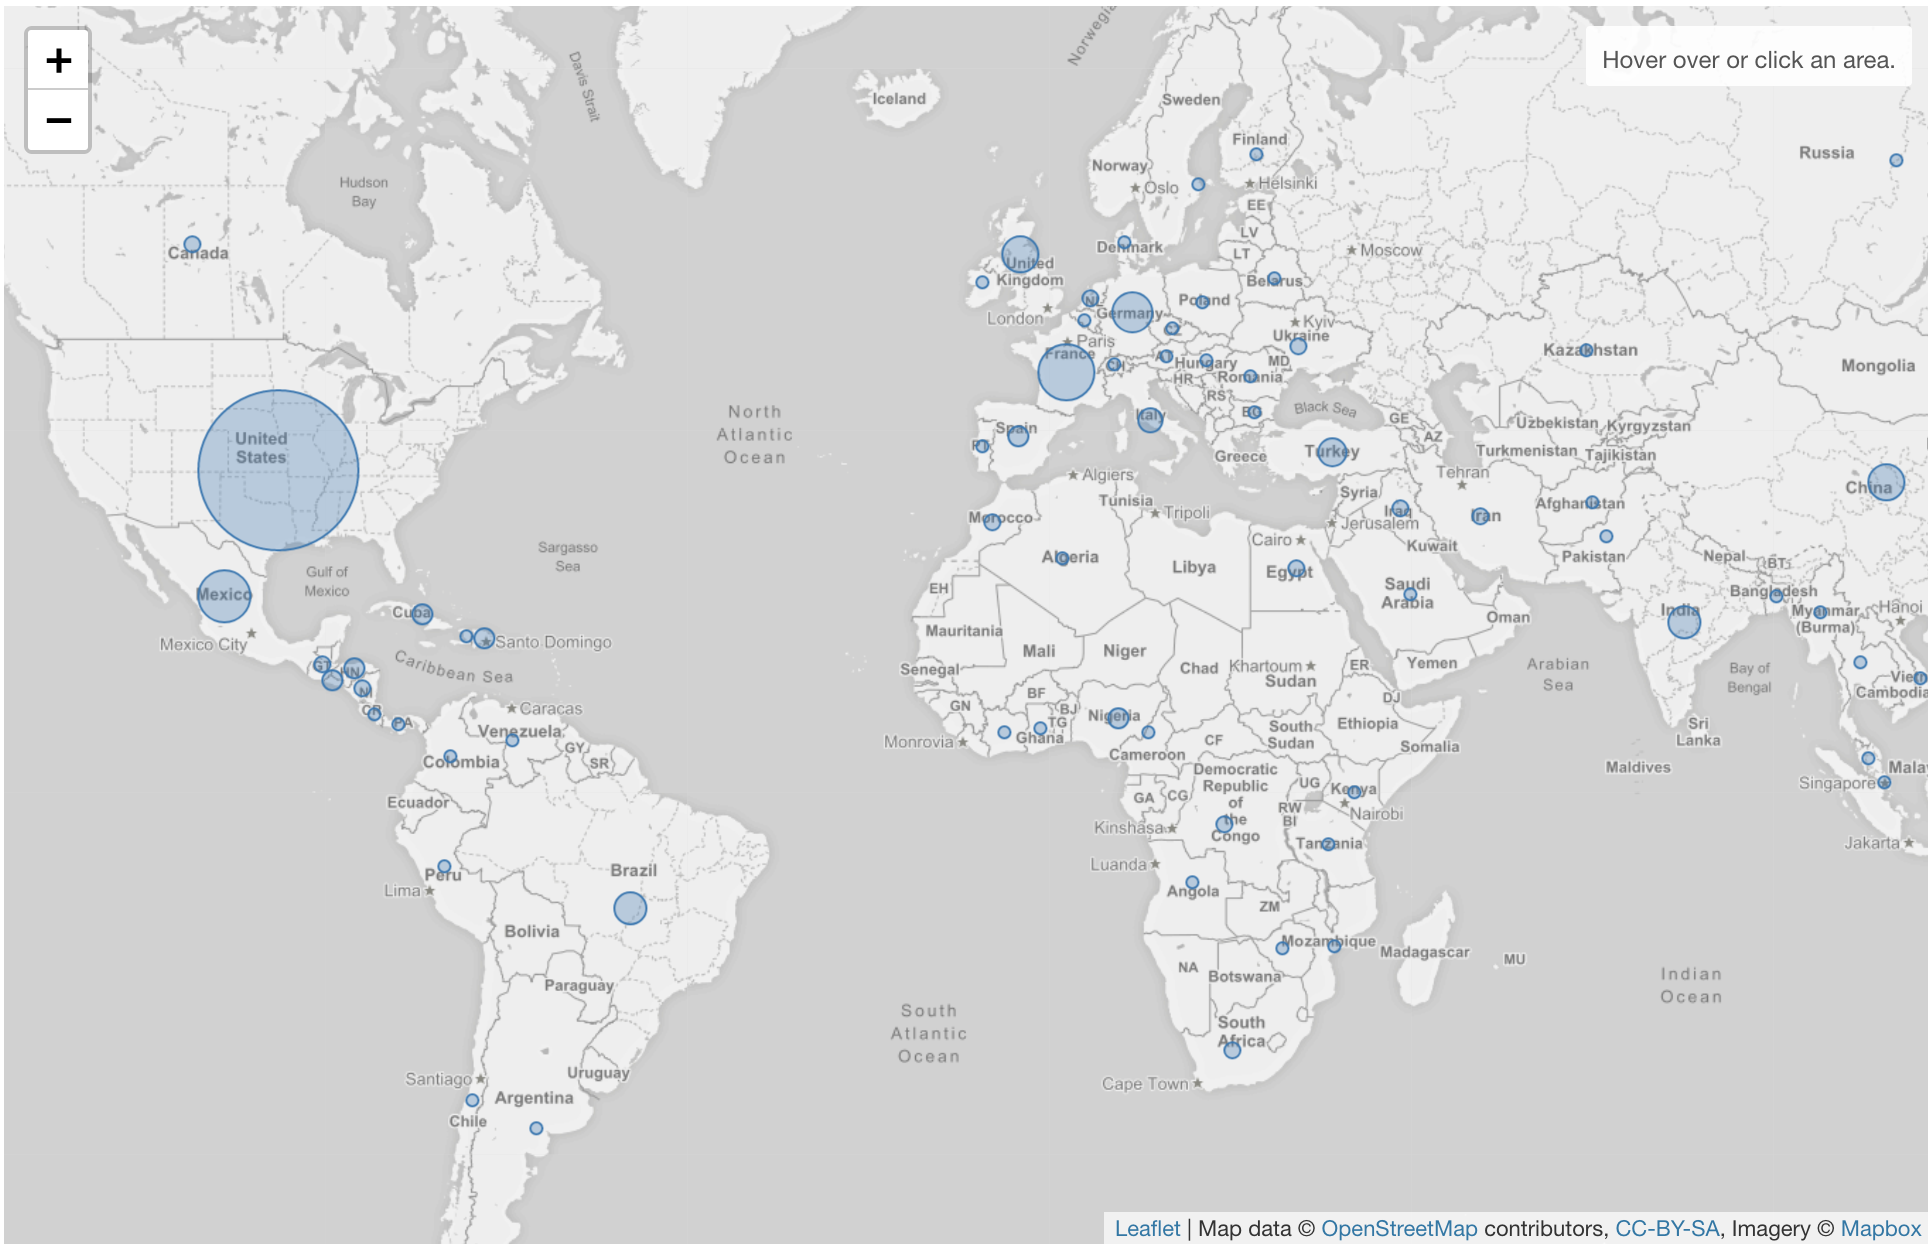 +
−
Hover over or click an area.
Davis Strait
Iceland
Sweden
Finland
Norway
Oslo
Helsinki
Russia
Hudson
Bay
EE
LV
LT
Moscow
Canada
Denmark
United
Kingdom
Belarus
NL
Poland
Germany
London
CZ
Kyiv
Ukraine
Paris
France
Kazakhstan
Mongolia
CH
AT
Hungary
MD
HR
Romania
RS
BG
Black Sea
GE
AZ
Uzbekistan
Kyrgyzstan
Turkmenistan
Tajikistan
North
Atlantic
Ocean
United
States
Italy
Spain
PT
Greece
Turkey
Tehran
China
Algiers
Tunisia
Tripoli
Syria
Iraq
Jerusalem
Iran
Afghanistan
Morocco
Cairo
Kuwait
Pakistan
Nepal
BT
Sargasso
Sea
Gulf of
Mexico
Algeria
Libya
Egypt
Saudi
Arabia
Bangladesh
India
Myanmar
(Burma)
Hanoi
EH
Oman
Mexico
Mexico City
Cuba
Santo Domingo
Caribbean Sea
Mauritania
Mali
Niger
Chad
Khartoum
Sudan
ER
Yemen
Arabian
Sea
Bay of
Bengal
GT
HN
NI
CR
PA
Senegal
GN
BF
BJ
TG
Nigeria
DJ
Ethiopia
South
Sudan
Somalia
Sri
Lanka
Cambodia
Caracas
Venezuela
GY
SR
Colombia
Monrovia
Ghana
Cameroon
CF
Maldives
Singapore
Ecuador
Democratic
Republic
of
the
Congo
GA
CG
UG
Kenya
RW
BI
Nairobi
Kinshasa
Tanzania
Jakarta
Peru
Lima
Brazil
Luanda
Angola
ZM
Bolivia
Mozambique
Madagascar
MU
NA
Botswana
Paraguay
Indian
Ocean
South
Atlantic
Ocean
South
Africa
Santiago
Uruguay
Cape Town
Argentina
Chile
Leaflet | Map data © OpenStreetMap contributors, CC-BY-SA, Imagery © Mapbox